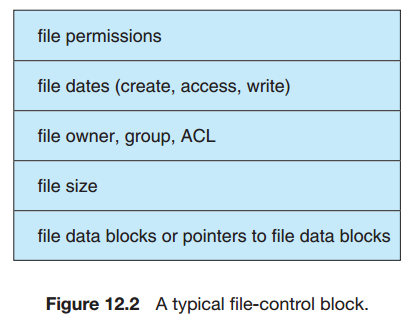 file permissions
file dates (create, access, write)
file owner, group, ACL
file size
file data blocks or pointers to file data blocks
Figure 12.2 A typical file-control block.